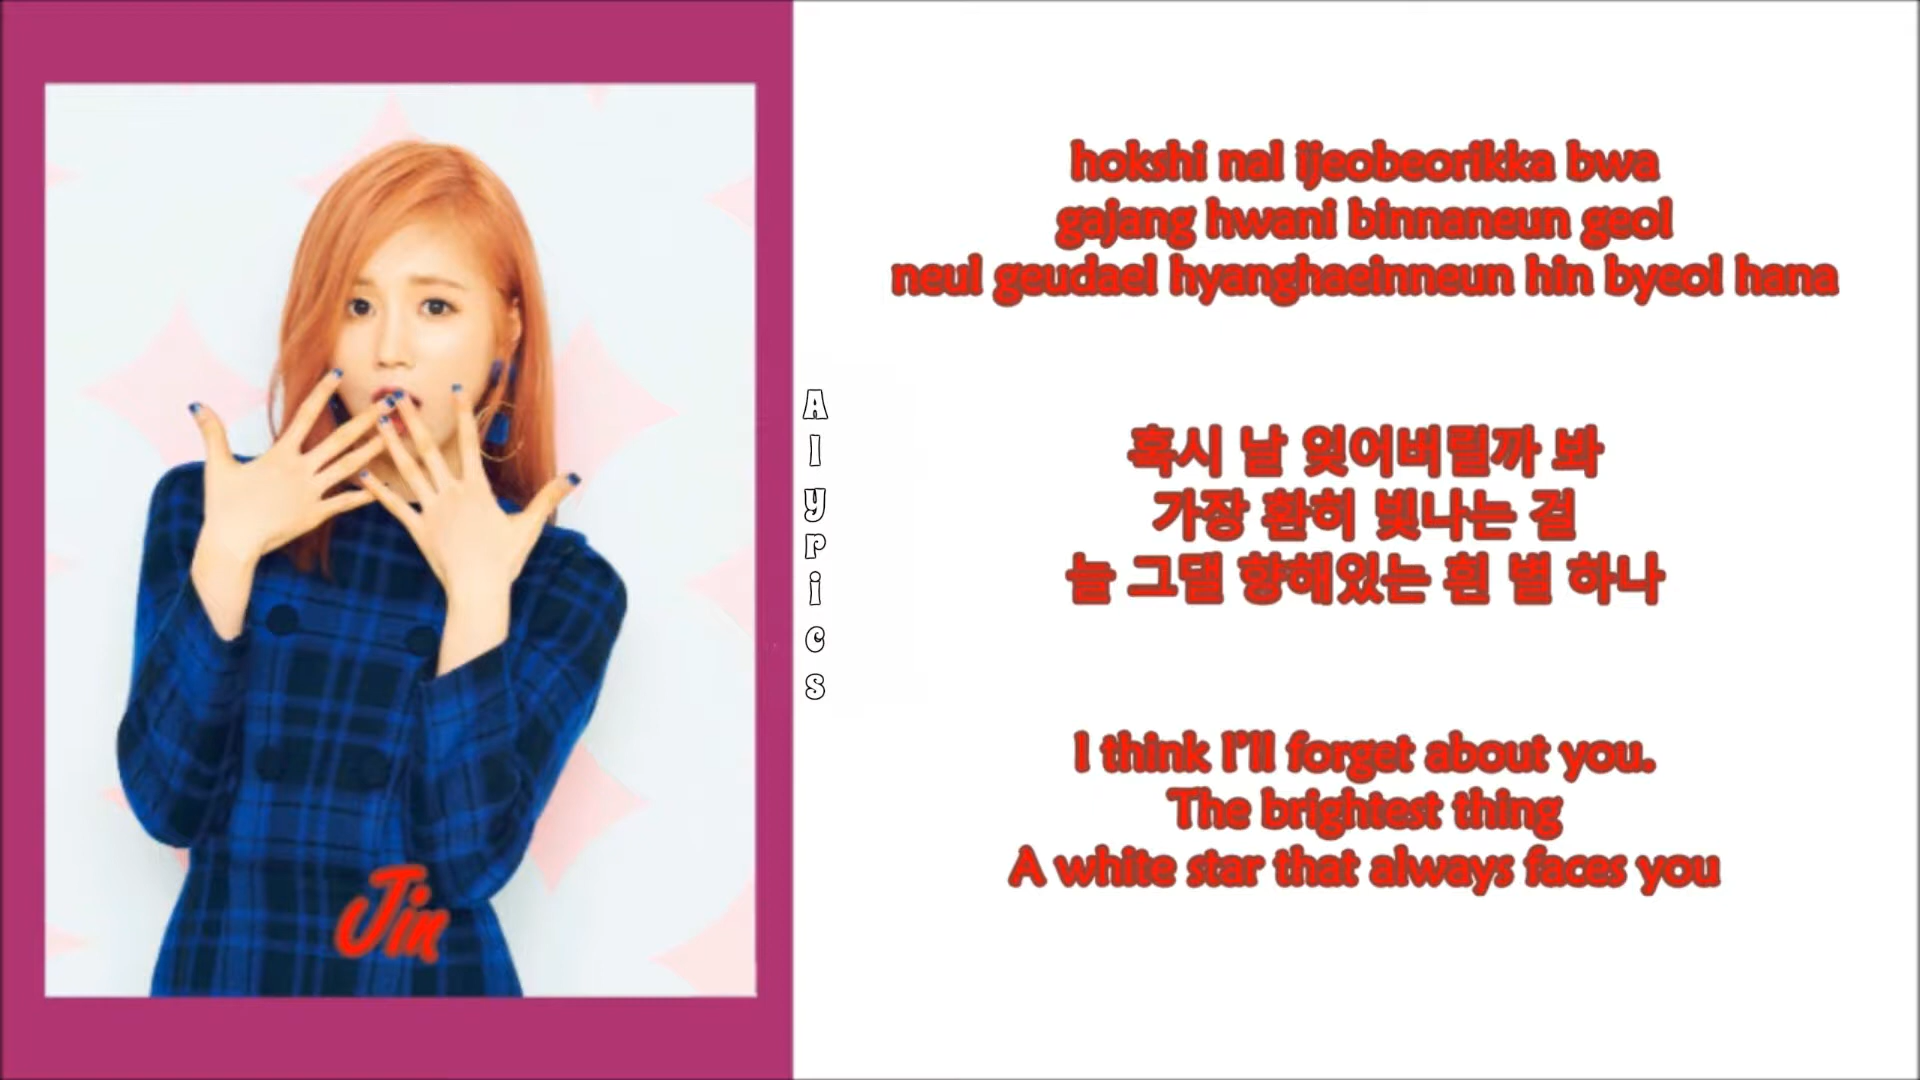 Jin
Alypics
hokshi nal ijeobeorikka bwa
gajang hwani binnaneun geol
neul geudael hyanghaeinneun hin byeol hana
혹시 날 잊어버릴까 봐
가장 환히 빛나는 걸
늘 그댈 향해있는 흰 별 하나
I think I'll forget about you.
The brightest thing
A white star that always faces you